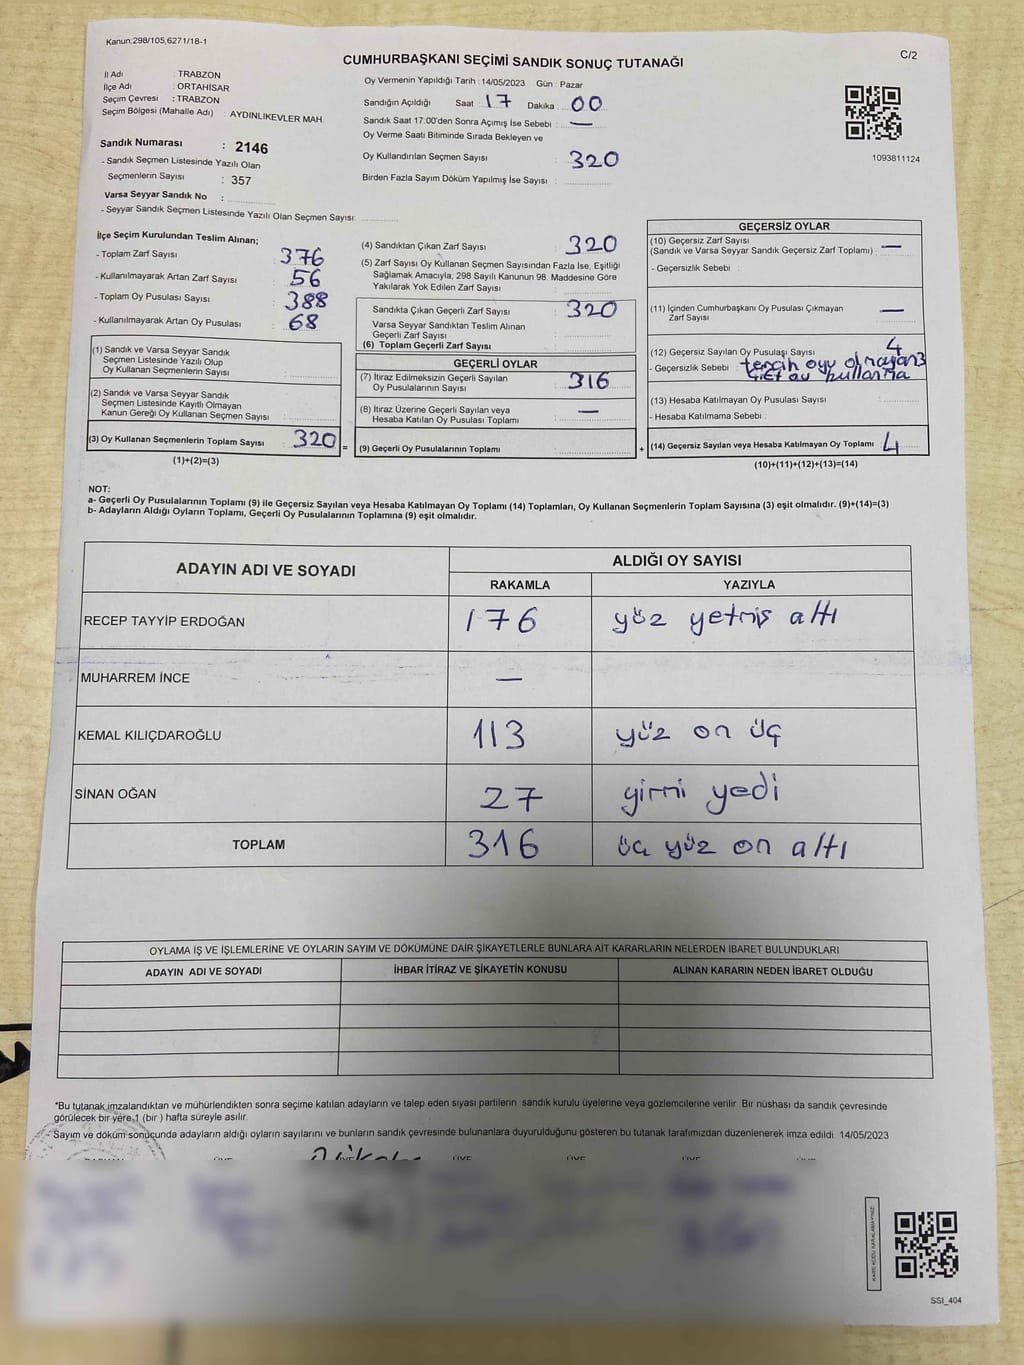 Kanun;298/105,6271/18-1
C/2
CUMHURBAŞKANI SEÇİMİ SANDIK SONUÇ TUTANAĞI
İl Adı : TRABZON
İlçe Adı : ORTAHİSAR
Seçim Çevresi : TRABZON
Seçim Bölgesi (Mahalle Adı) : AYDINLIKEVLER MAH.
Sandık Numarası : 2146
- Sandık Seçmen Listesinde Yazılı Olan
Seçmenlerin Sayısı : 357
Varsa Seyyar Sandık No :
- Seyyar Sandık Seçmen Listesinde Yazılı Olan Seçmen Sayısı:
Oy Vermenin Yapıldığı Tarih : 14/05/2023 Gün : Pazar
Sandığın Açıldığı Saat : 17 Dakika : 00
Sandık Saat 17:00'den Sonra Açımış İse Sebebi : —
Oy Verme Saati Bitiminde Sırada Bekleyen ve
Oy Kullandırılan Seçmen Sayısı : 320
Birden Fazla Sayım Döküm Yapılmış İse Sayısı :
1093811124
İlçe Seçim Kurulundan Teslim Alınan;
- Toplam Zarf Sayısı : 376
- Kullanılmayarak Artan Zarf Sayısı : 56
- Toplam Oy Pusulası Sayısı : 388
- Kullanılmayarak Artan Oy Pusulası : 68
(1) Sandık ve Varsa Seyyar Sandık
Seçmen Listesinde Yazılı Olup
Oy Kullanan Seçmenlerin Sayısı :
(2) Sandık ve Varsa Seyyar Sandık
Seçmen Listesinde Kayıtlı Olmayan
Kanun Gereği Oy Kullanan Seçmen Sayısı :
(3) Oy Kullanan Seçmenlerin Toplam Sayısı : 320 =
(1)+(2)=(3)
(4) Sandıktan Çıkan Zarf Sayısı : 320
(5) Zarf Sayısı Oy Kullanan Seçmen Sayısından Fazla İse, Eşitliği
Sağlamak Amacıyla, 298 Sayılı Kanunun 98. Maddesine Göre
Yakılarak Yok Edilen Zarf Sayısı :
Sandıkta Çıkan Geçerli Zarf Sayısı : 320
Varsa Seyyar Sandıktan Teslim Alınan
Geçerli Zarf Sayısı :
(6) Toplam Geçerli Zarf Sayısı :
GEÇERLİ OYLAR
(7) İtiraz Edilmeksizin Geçerli Sayılan
Oy Pusulalarının Sayısı : 316
(8) İtiraz Üzerine Geçerli Sayılan veya
Hesaba Katılan Oy Pusulası Toplamı : —
(9) Geçerli Oy Pusulalarının Toplamı : +
GEÇERSİZ OYLAR
(10) Geçersiz Zarf Sayısı
(Sandık ve Varsa Seyyar Sandık Geçersiz Zarf Toplamı) : —
- Geçersizlik Sebebi :
(11) İçinden Cumhurbaşkanı Oy Pusulası Çıkmayan
Zarf Sayısı : —
(12) Geçersiz Sayılan Oy Pusulası Sayısı : 4
- Geçersizlik Sebebi : tercih oyu olmayan 3
oy kullanma
(13) Hesaba Katılmayan Oy Pusulası Sayısı :
- Hesaba Katılmama Sebebi :
(14) Geçersiz Sayılan veya Hesaba Katılmayan Oy Toplamı : 4
(10)+(11)+(12)+(13)=(14)
NOT:
a- Geçerli Oy Pusulalarının Toplamı (9) ile Geçersiz Sayılan veya Hesaba Katılmayan Oy Toplamı (14) Toplamları, Oy Kullanan Seçmenlerin Toplam Sayısına (3) eşit olmalıdır. (9)+(14)=(3)
b- Adayların Aldığı Oyların Toplamı, Geçerli Oy Pusulalarının Toplamına (9) eşit olmalıdır.
ADAYIN ADI VE SOYADI ALDIĞI OY SAYISI
RAKAMLA YAZIYLA
RECEP TAYYİP ERDOĞAN 176 yüz yetmiş altı
MUHARREM İNCE —
KEMAL KILIÇDAROĞLU 113 yüz on üç
SİNAN OĞAN 27 yirmi yedi
TOPLAM 316 üç yüz on altı
OYLAMA İŞ VE İŞLEMLERİNE VE OYLARIN SAYIM VE DÖKÜMÜNE DAİR ŞİKAYETLERLE BUNLARA AİT KARARLARIN NELERDEN İBARET BULUNDUKLARI
ADAYIN ADI VE SOYADI İHBAR İTİRAZ VE ŞİKAYETİN KONUSU ALINAN KARARIN NEDEN İBARET OLDUĞU
*Bu tutanak imzalandıktan ve mühürlendikten sonra seçime katılan adayların ve talep eden siyasi partilerin sandık kurulu üyelerine veya gözlemcilerine verilir. Bir nüshası da sandık çevresinde
görülecek bir yere 1 (bir ) hafta süreyle asılır.
- Sayım ve döküm sonucunda adayların aldığı oyların sayılarını ve bunların sandık çevresinde bulunanlara duyurulduğunu gösteren bu tutanak tarafımızdan düzenlenerek imza edildi. 14/05/2023
KARE KODU KARALAMAYINIZ!
SSI_404